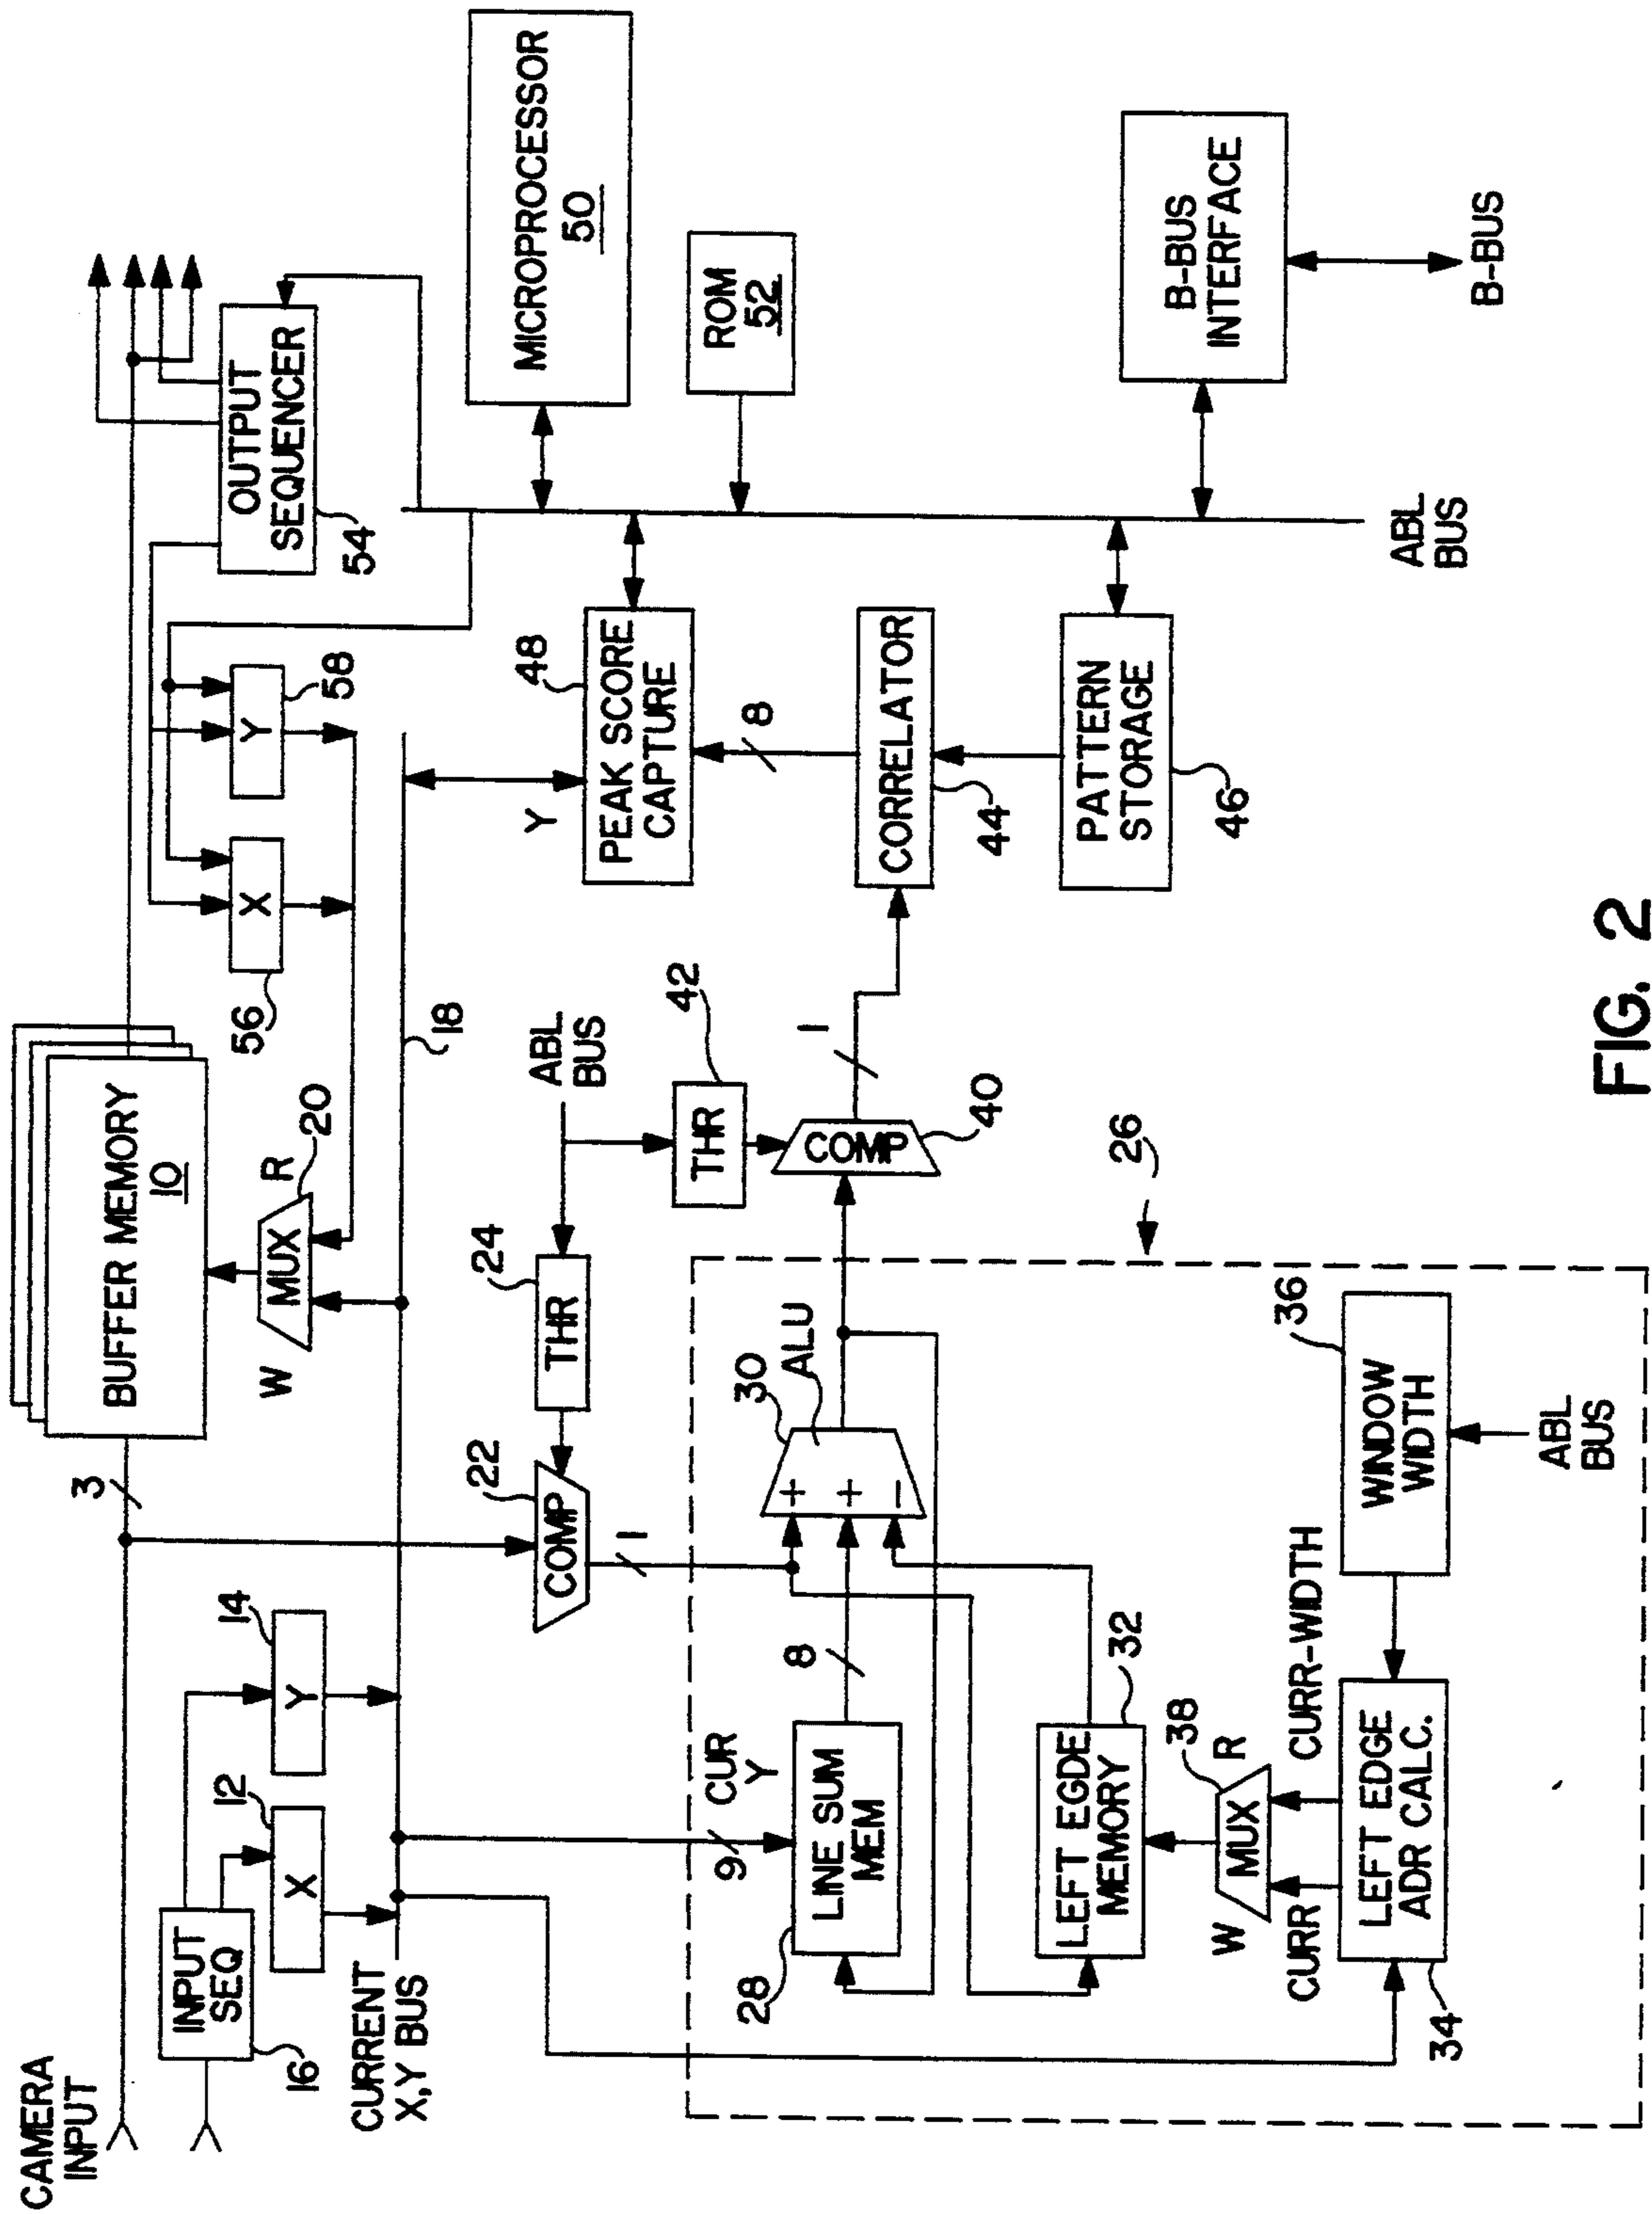 CAMERA
INPUT
3
BUFFER MEMORY
10
INPUT
SEQ
16
X
12
Y
14
W
MUX
R
20
X
56
Y
58
OUTPUT
SEQUENCER
54
CURRENT
X,Y BUS
18
COMP
22
1
THR
24
ABL
BUS
THR
42
COMP
40
1
Y
PEAK SCORE
CAPTURE
48
8
CORRELATOR
44
PATTERN
STORAGE
46
MICROPROCESSOR
50
ROM
52
B-BUS
INTERFACE
B-BUS
ABL
BUS
26
9
CUR
Y
LINE SUM
MEM
28
8
+
+
−
30
ALU
LEFT EGDE
MEMORY
32
W
MUX
R
38
CURR
CURR-WIDTH
LEFT EDGE
ADR CALC.
34
WINDOW
WIDTH
36
ABL
BUS
FIG. 2